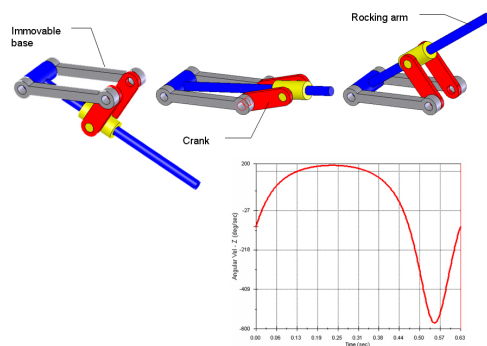 Immovable
base
Rocking arm
Crank
Angular Vel - Z (deg/sec)
200
-27
-218
-409
-600
0.00
0.06
0.13
0.19
0.25
0.31
0.38
0.44
0.50
0.57
0.63
Time (sec)